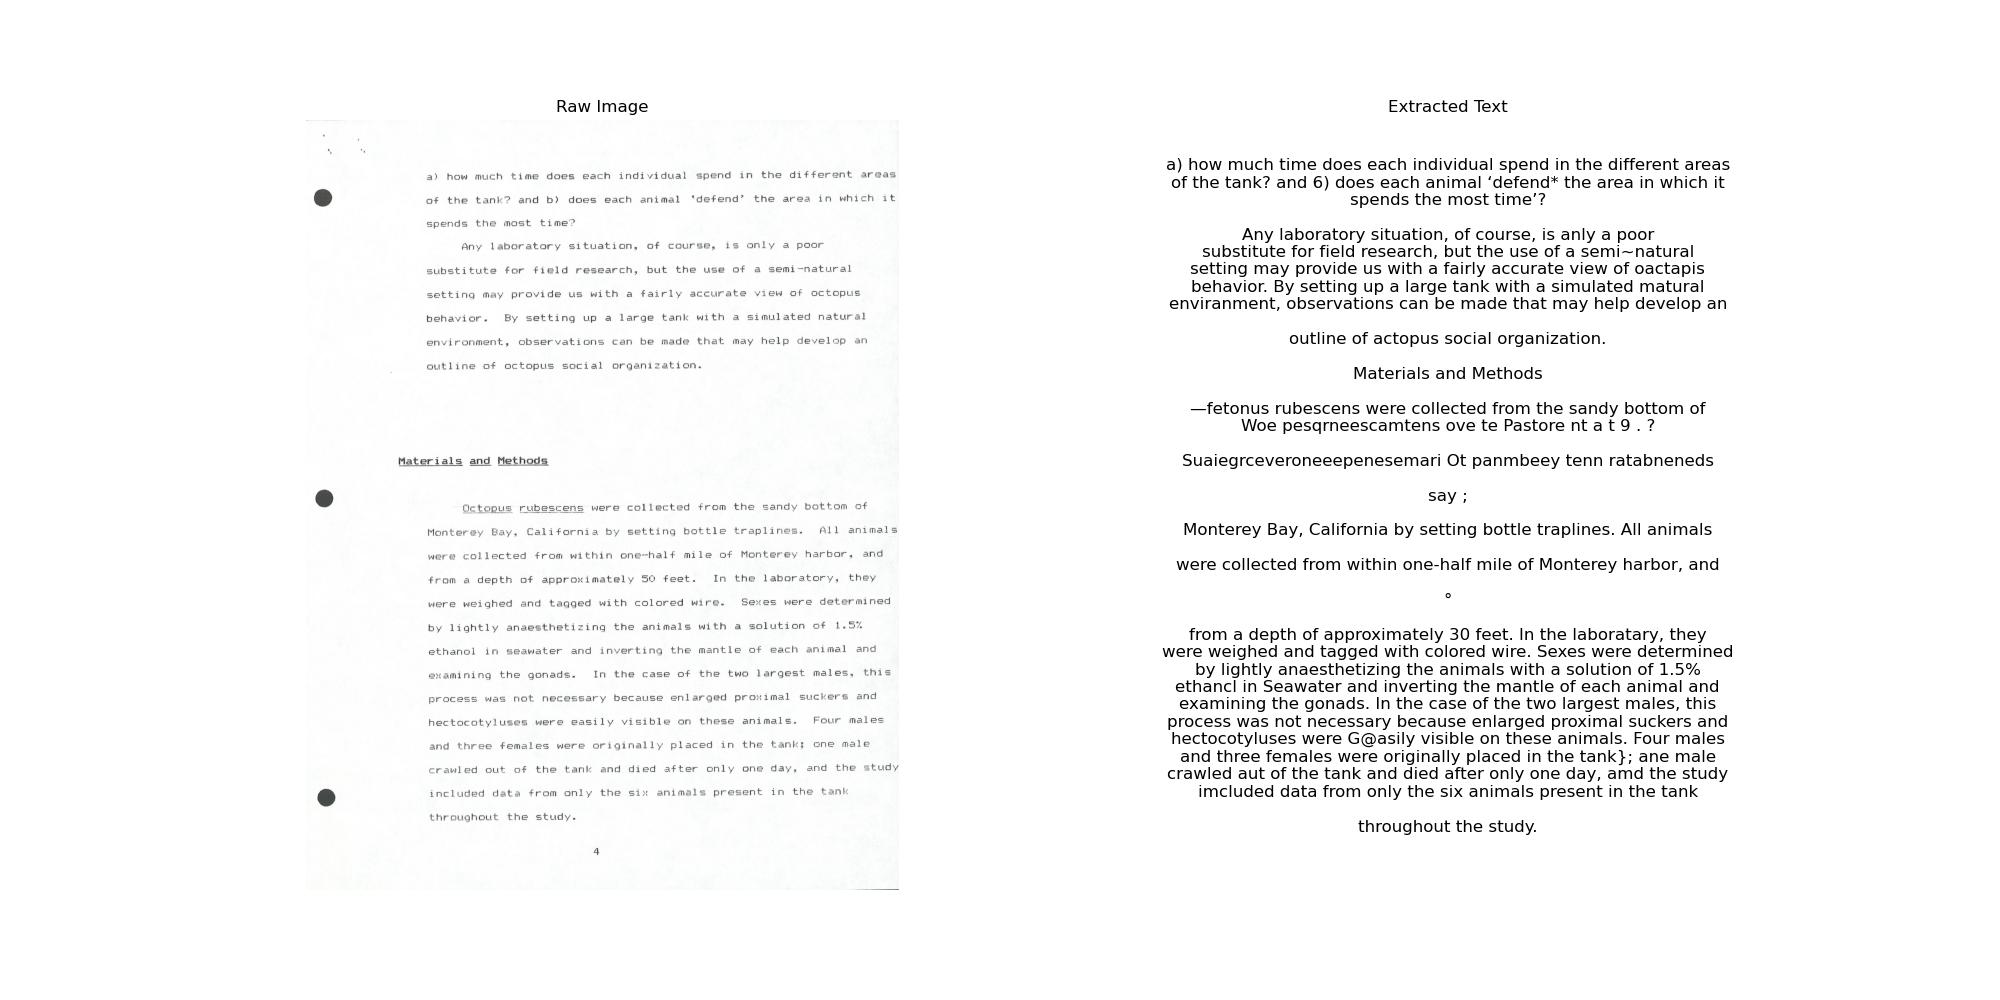 Raw Image
a) how much time does each individual spend in the different areas
of the tank? and b) does each animal 'defend' the area in which it
spends the most time?
Any laboratory situation, of course, is only a poor
substitute for field research, but the use of a semi-natural
setting may provide us with a fairly accurate view of octopus
behavior. By setting up a large tank with a simulated natural
environment, observations can be made that may help develop an
outline of octopus social organization.
Materials and Methods
Octopus rubescens were collected from the sandy bottom of
Monterey Bay, California by setting bottle traplines. All animals
were collected from within one-half mile of Monterey harbor, and
from a depth of approximately 50 feet. In the laboratory, they
were weighed and tagged with colored wire. Sexes were determined
by lightly anaesthetizing the animals with a solution of 1.5%
ethanol in seawater and inverting the mantle of each animal and
examining the gonads. In the case of the two largest males, this
process was not necessary because enlarged proximal suckers and
hectocotyluses were easily visible on these animals. Four males
and three females were originally placed in the tank; one male
crawled out of the tank and died after only one day, and the study
included data from only the six animals present in the tank
throughout the study.
4
Extracted Text
a) how much time does each individual spend in the different areas
of the tank? and 6) does each animal ‘defend* the area in which it
spends the most time’?
Any laboratory situation, of course, is anly a poor
substitute for field research, but the use of a semi~natural
setting may provide us with a fairly accurate view of oactapis
behavior. By setting up a large tank with a simulated matural
enviranment, observations can be made that may help develop an
outline of actopus social organization.
Materials and Methods
—fetonus rubescens were collected from the sandy bottom of
Woe pesqrneescamtens ove te Pastore nt a t 9 . ?
Suaiegrceveroneeepenesemari Ot panmbeey tenn ratabneneds
say ;
Monterey Bay, California by setting bottle traplines. All animals
were collected from within one-half mile of Monterey harbor, and
°
from a depth of approximately 30 feet. In the laboratary, they
were weighed and tagged with colored wire. Sexes were determined
by lightly anaesthetizing the animals with a solution of 1.5%
ethancl in Seawater and inverting the mantle of each animal and
examining the gonads. In the case of the two largest males, this
process was not necessary because enlarged proximal suckers and
hectocotyluses were G@asily visible on these animals. Four males
and three females were originally placed in the tank}; ane male
crawled aut of the tank and died after only one day, amd the study
imcluded data from only the six animals present in the tank
throughout the study.